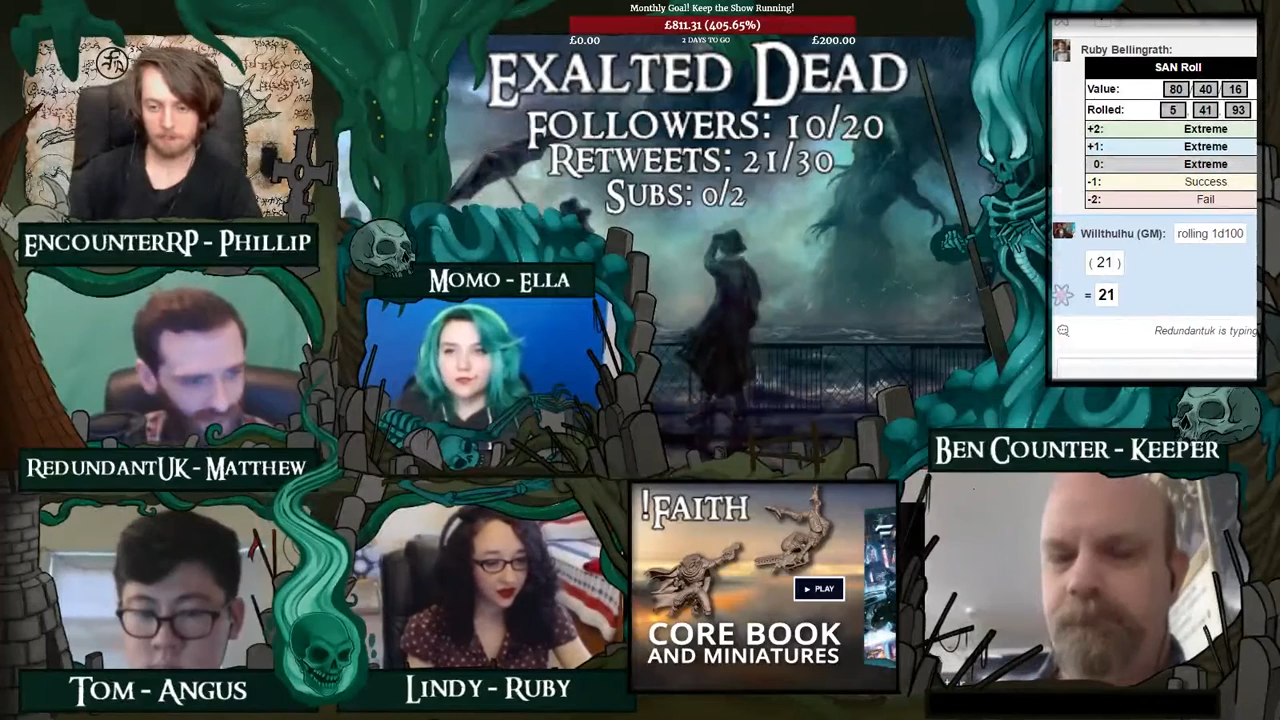 Monthly Goal! Keep the Show Running!
£811.31 (405.65%)
£0.00
2 DAYS TO GO
£200.00
EXALTED DEAD
FOLLOWERS: 10/20
RETWEETS: 21/30
SUBS: 0/2
ENCOUNTERRP - PHILLIP
MOMO - ELLA
REDUNDANTUK - MATTHEW
BEN COUNTER - KEEPER
TOM - ANGUS
LINDY - RUBY
!FAITH
PLAY
CORE BOOK
AND MINIATURES
Ruby Bellingrath:
SAN Roll
Value: 80 40 16
Rolled: 5 41 93
+2: Extreme
+1: Extreme
0: Extreme
-1: Success
-2: Fail
Willthulhu (GM): rolling 1d100
( 21 )
= 21
Redundantuk is typing